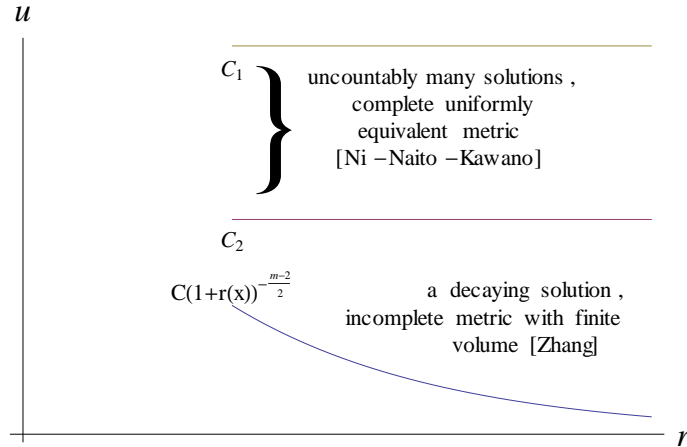 u
C₁
uncountably many solutions ,
complete uniformly
equivalent metric
[Ni −Naito −Kawano]
C₂
C(1+r(x))^{−\frac{m−2}{2}}
a decaying solution ,
incomplete metric with finite
volume [Zhang]
r